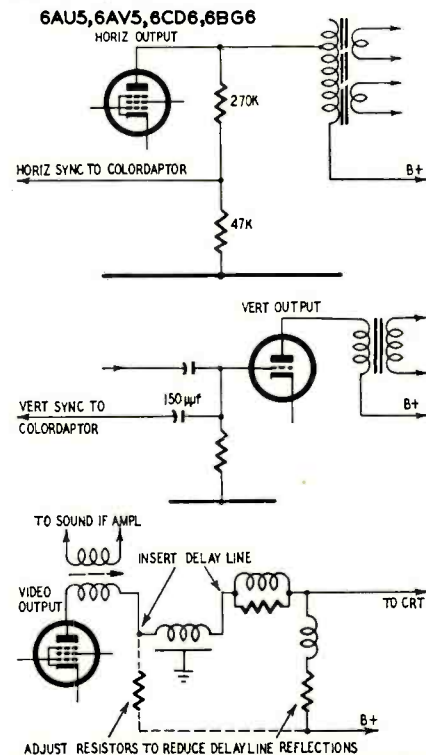 6AU5,6AV5,6CD6,6BG6
HORIZ OUTPUT
270K
HORIZ SYNC TO COLORDAPTOR
B+
47K
VERT OUTPUT
150μμf
VERT SYNC TO
COLORDAPTOR
B+
TO SOUND IF AMPL
INSERT DELAY LINE
VIDEO
OUTPUT
TO CRT
B+
ADJUST RESISTORS TO REDUCE DELAY LINE REFLECTIONS